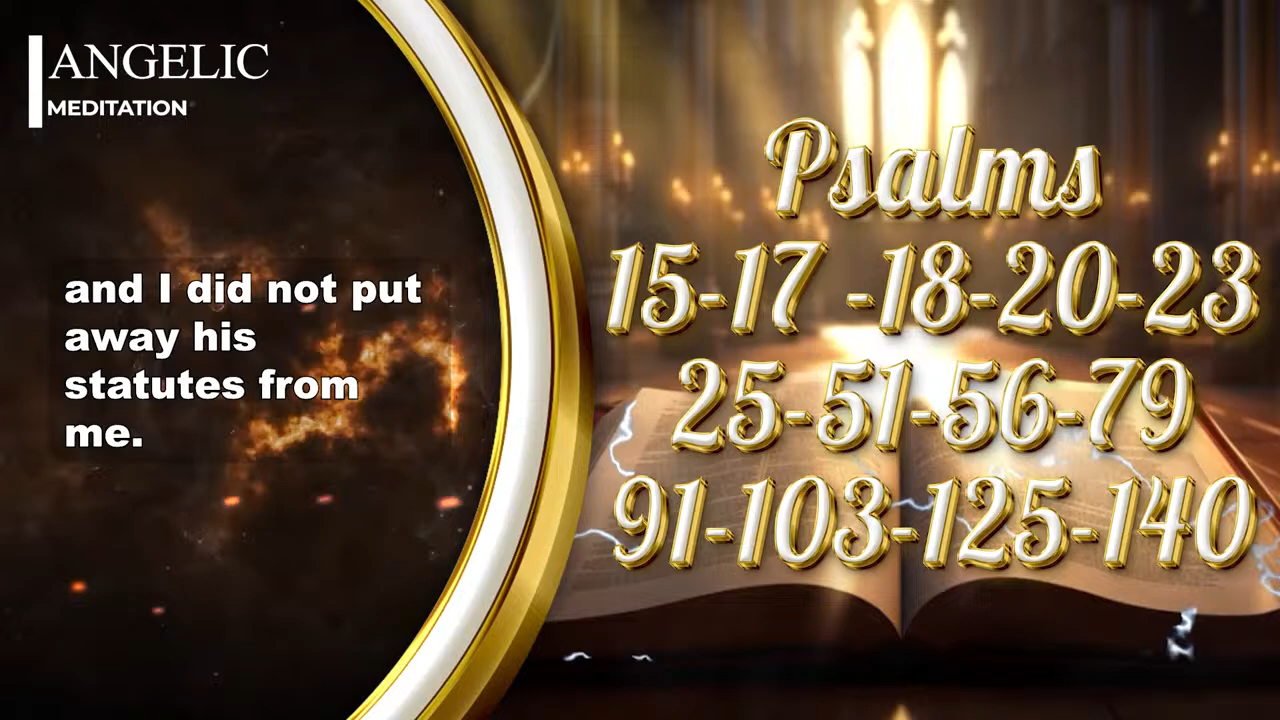 ANGELIC
MEDITATION
and I did not put
away his
statutes from
me.
Psalms
15-17 -18-20-23
25-51-56-79
91-103-125-140